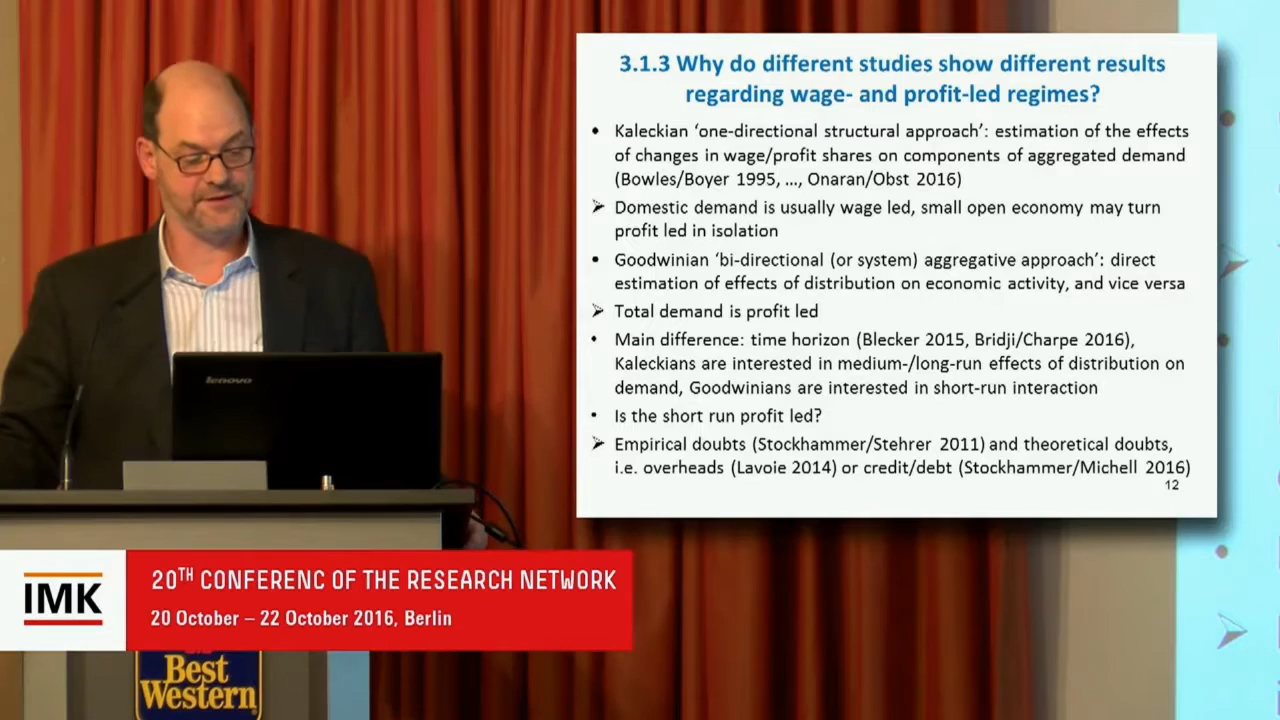 3.1.3 Why do different studies show different results
regarding wage- and profit-led regimes?
• Kaleckian ‘one-directional structural approach’: estimation of the effects
of changes in wage/profit shares on components of aggregated demand
(Bowles/Boyer 1995, …, Onaran/Obst 2016)
➢ Domestic demand is usually wage led, small open economy may turn
profit led in isolation
• Goodwinian ‘bi-directional (or system) aggregative approach’: direct
estimation of effects of distribution on economic activity, and vice versa
➢ Total demand is profit led
• Main difference: time horizon (Blecker 2015, Bridji/Charpe 2016),
Kaleckians are interested in medium-/long-run effects of distribution on
demand, Goodwinians are interested in short-run interaction
• Is the short run profit led?
➢ Empirical doubts (Stockhammer/Stehrer 2011) and theoretical doubts,
i.e. overheads (Lavoie 2014) or credit/debt (Stockhammer/Michell 2016)
12
lenovo
IMK
20TH CONFERENC OF THE RESEARCH NETWORK
20 October – 22 October 2016, Berlin
Best
Western